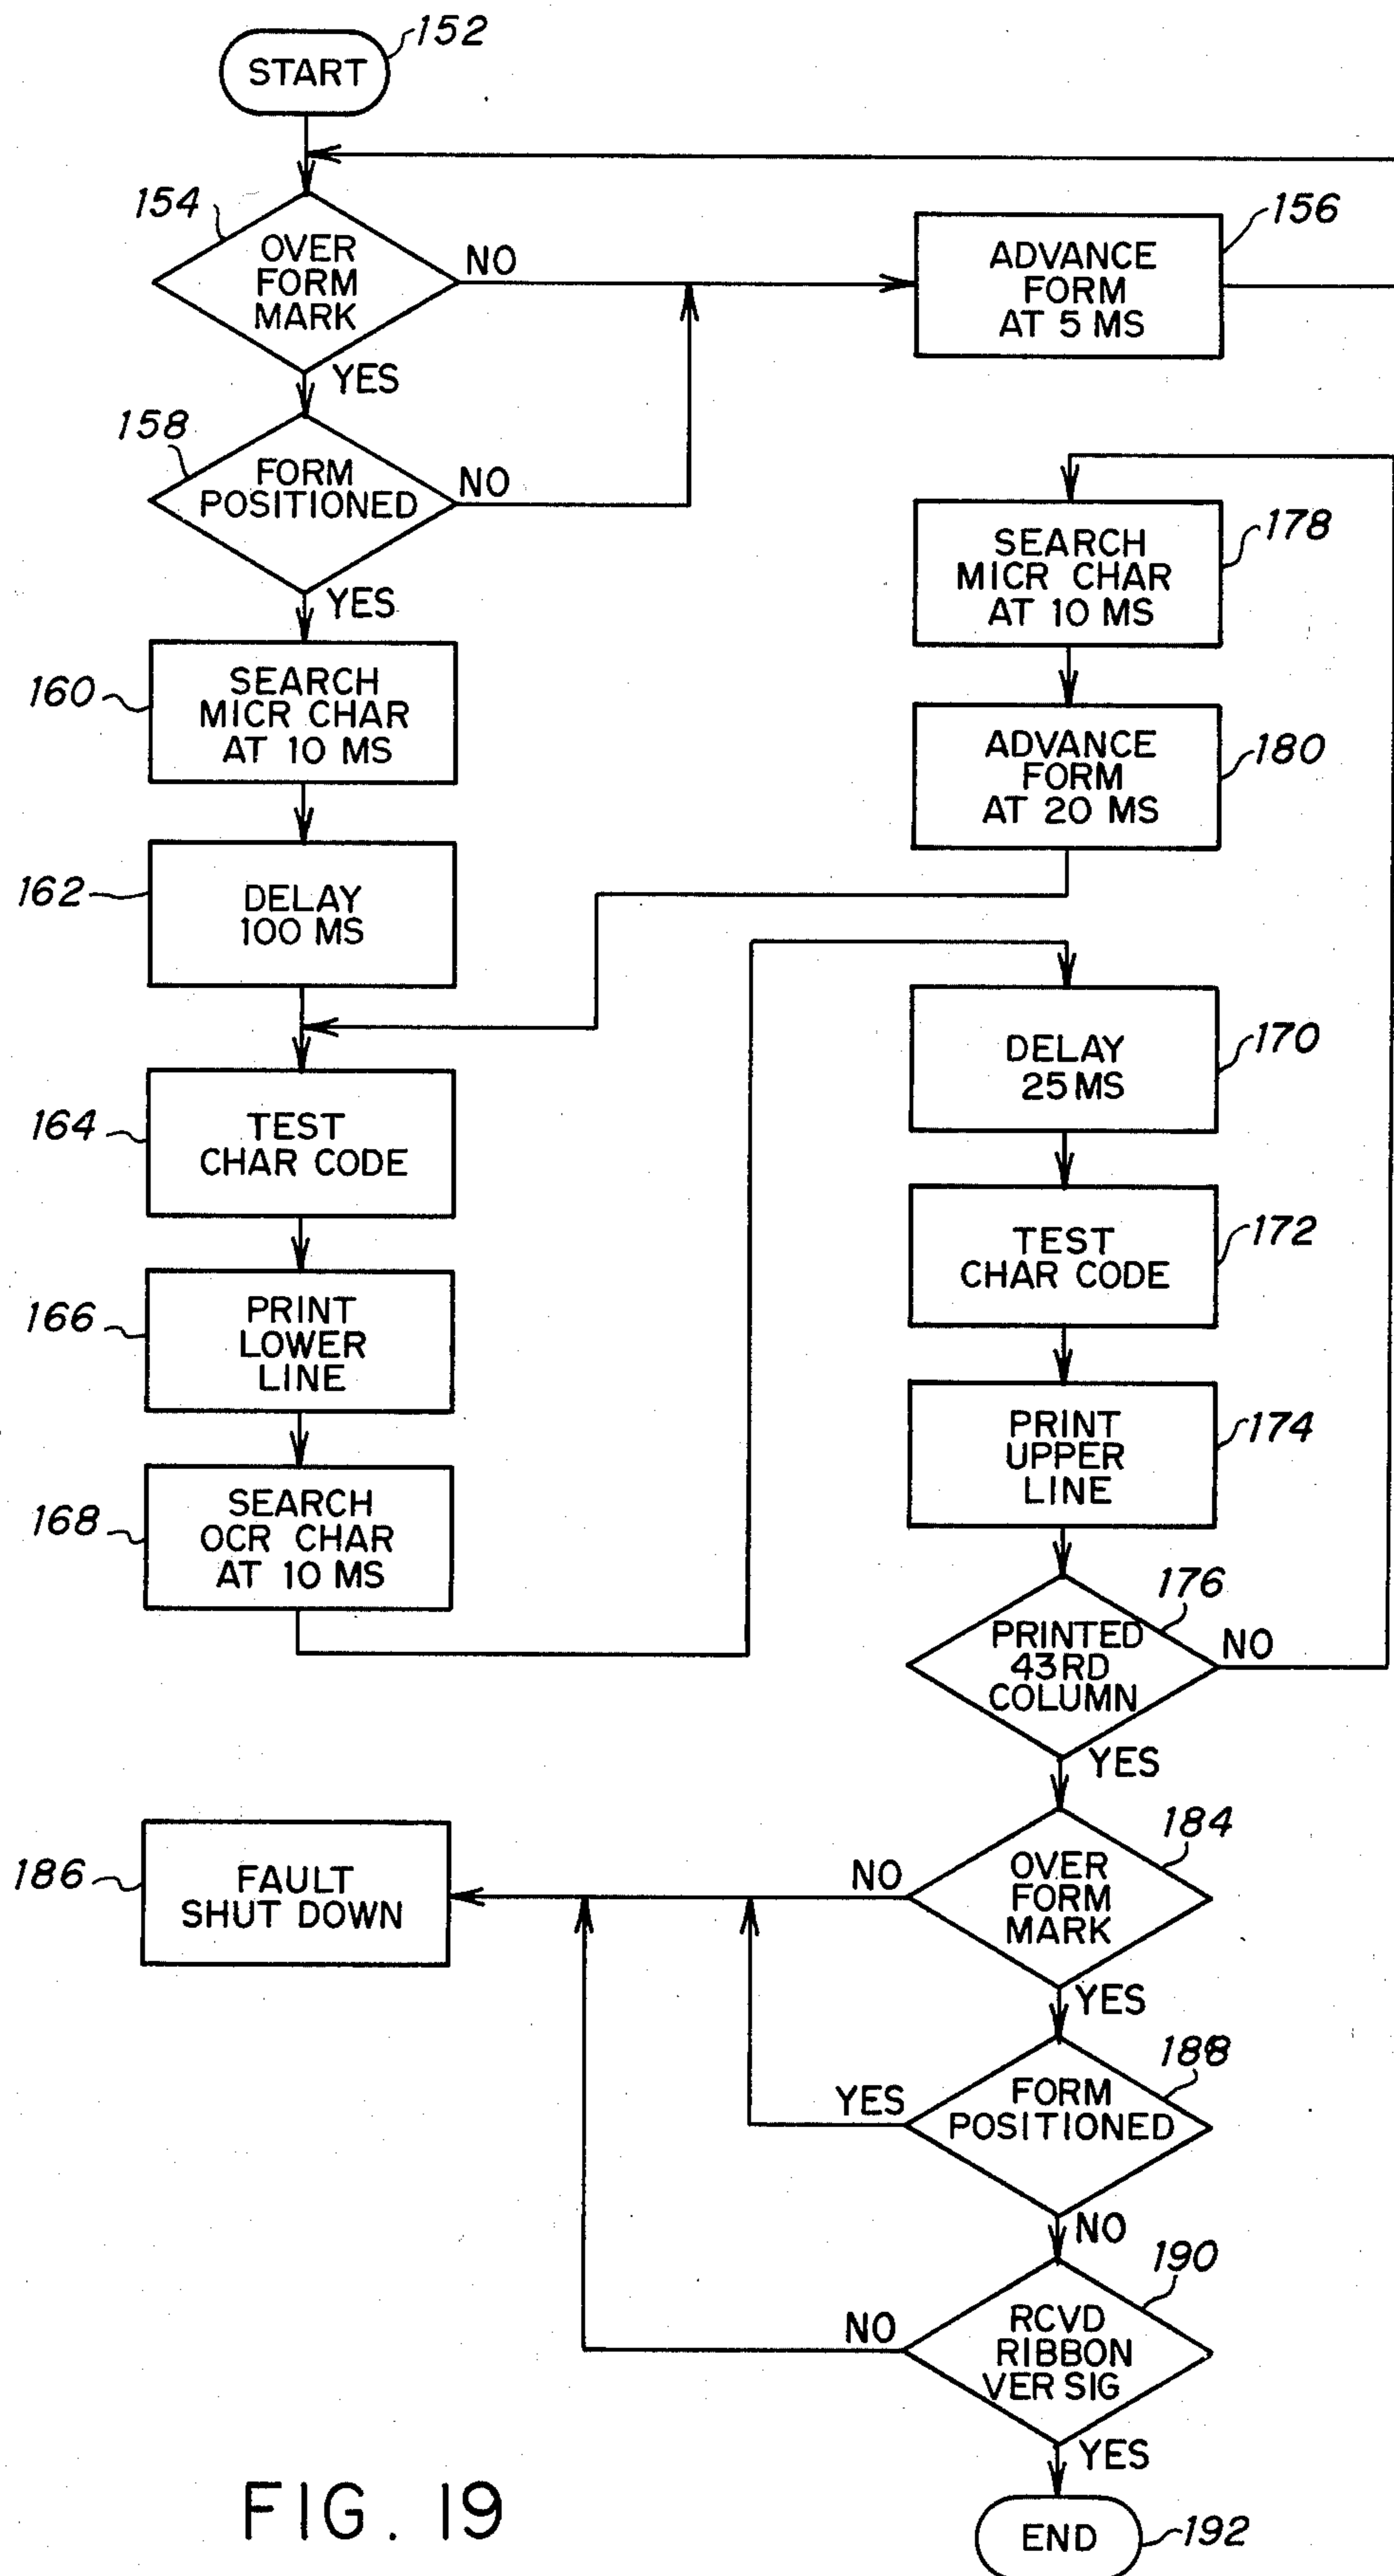 START
152
154
OVER
FORM
MARK
NO
YES
ADVANCE
FORM
AT 5 MS
156
158
FORM
POSITIONED
NO
YES
160
SEARCH
MICR CHAR
AT 10 MS
162
DELAY
100 MS
164
TEST
CHAR CODE
166
PRINT
LOWER
LINE
168
SEARCH
OCR CHAR
AT 10 MS
SEARCH
MICR CHAR
AT 10 MS
178
ADVANCE
FORM
AT 20 MS
180
DELAY
25 MS
170
TEST
CHAR CODE
172
PRINT
UPPER
LINE
174
176
PRINTED
43RD
COLUMN
NO
YES
184
OVER
FORM
MARK
NO
YES
186
FAULT
SHUT DOWN
188
FORM
POSITIONED
YES
NO
190
RCVD
RIBBON
VER SIG
NO
YES
END
192
FIG. 19